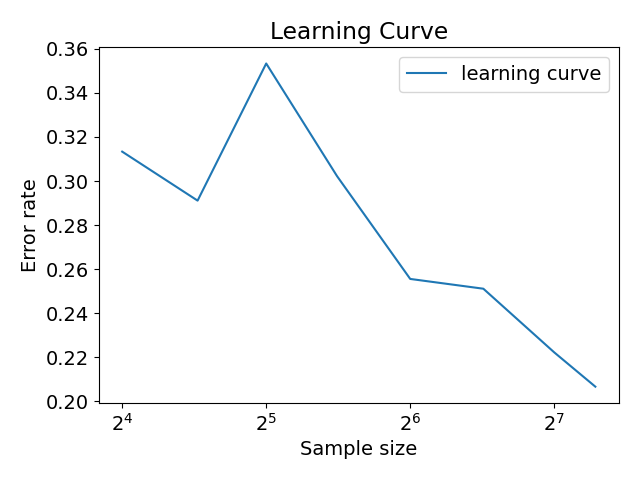 Learning Curve
learning curve
Error rate
0.36
0.34
0.32
0.30
0.28
0.26
0.24
0.22
0.20
2⁴ 2⁵ 2⁶ 2⁷
Sample size